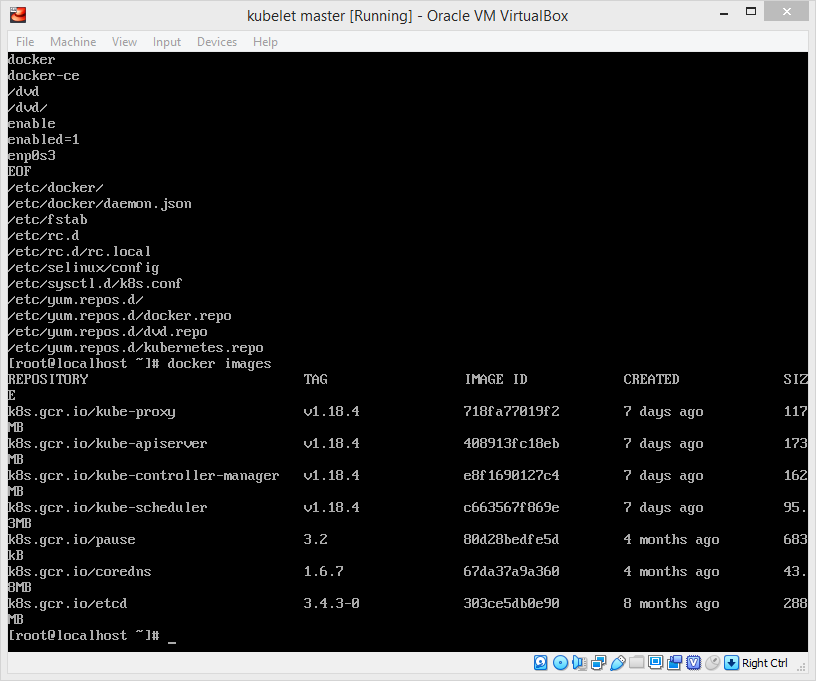 kubelet master [Running] - Oracle VM VirtualBox
File Machine View Input Devices Help
docker
docker-ce
/dvd
/dvd/
enable
enabled=1
enp0s3
EOF
/etc/docker/
/etc/docker/daemon.json
/etc/fstab
/etc/rc.d
/etc/rc.d/rc.local
/etc/selinux/config
/etc/sysctl.d/k8s.conf
/etc/yum.repos.d/
/etc/yum.repos.d/docker.repo
/etc/yum.repos.d/dvd.repo
/etc/yum.repos.d/kubernetes.repo
[root@localhost ~]# docker images
REPOSITORY TAG IMAGE ID CREATED SIZ
E
k8s.gcr.io/kube-proxy v1.18.4 718fa77019f2 7 days ago 117
MB
k8s.gcr.io/kube-apiserver v1.18.4 408913fc18eb 7 days ago 173
MB
k8s.gcr.io/kube-controller-manager v1.18.4 e8f1690127c4 7 days ago 162
MB
k8s.gcr.io/kube-scheduler v1.18.4 c663567f869e 7 days ago 95.
3MB
k8s.gcr.io/pause 3.2 80d28bedfe5d 4 months ago 683
kB
k8s.gcr.io/coredns 1.6.7 67da37a9a360 4 months ago 43.
8MB
k8s.gcr.io/etcd 3.4.3-0 303ce5db0e90 8 months ago 288
MB
[root@localhost ~]# _
Right Ctrl